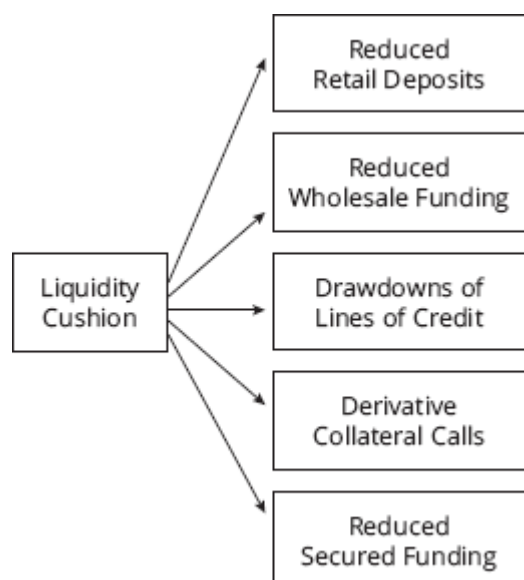 Reduced
Retail Deposits
Reduced
Wholesale Funding
Liquidity
Cushion
Drawdowns of
Lines of Credit
Derivative
Collateral Calls
Reduced
Secured Funding